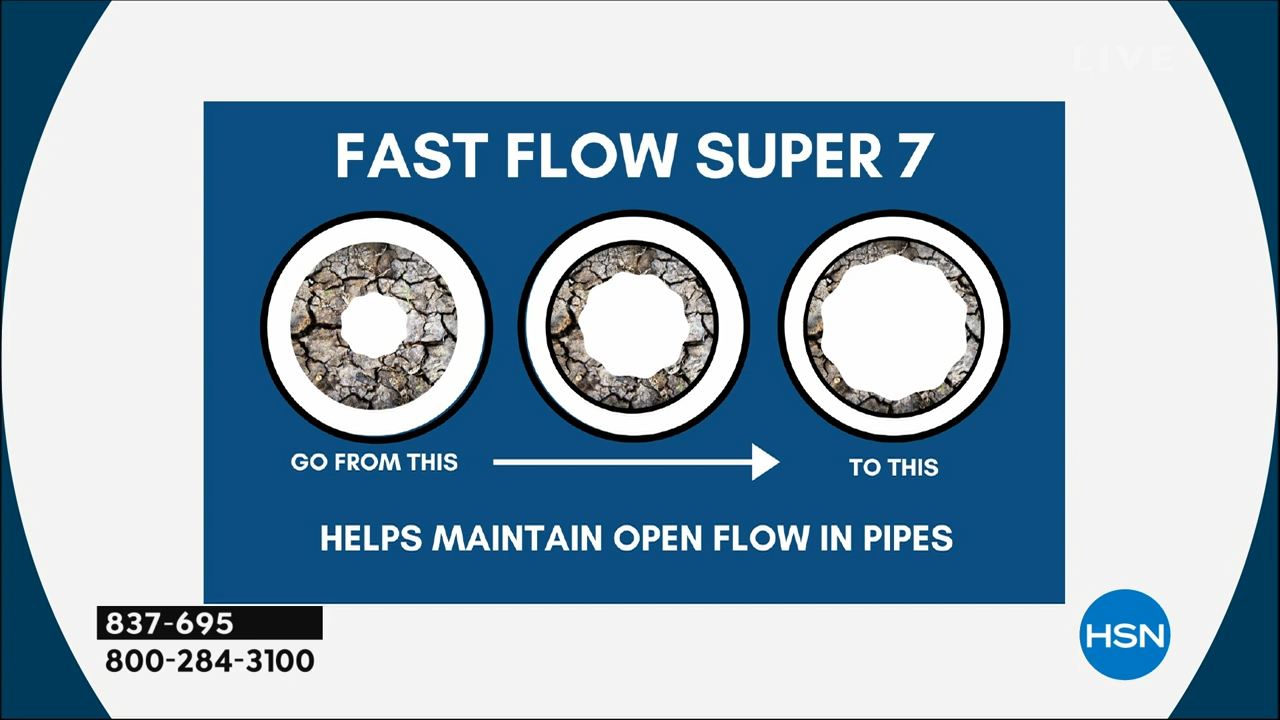 LIVE
FAST FLOW SUPER 7
GO FROM THIS
TO THIS
HELPS MAINTAIN OPEN FLOW IN PIPES
837-695
800-284-3100
HSN